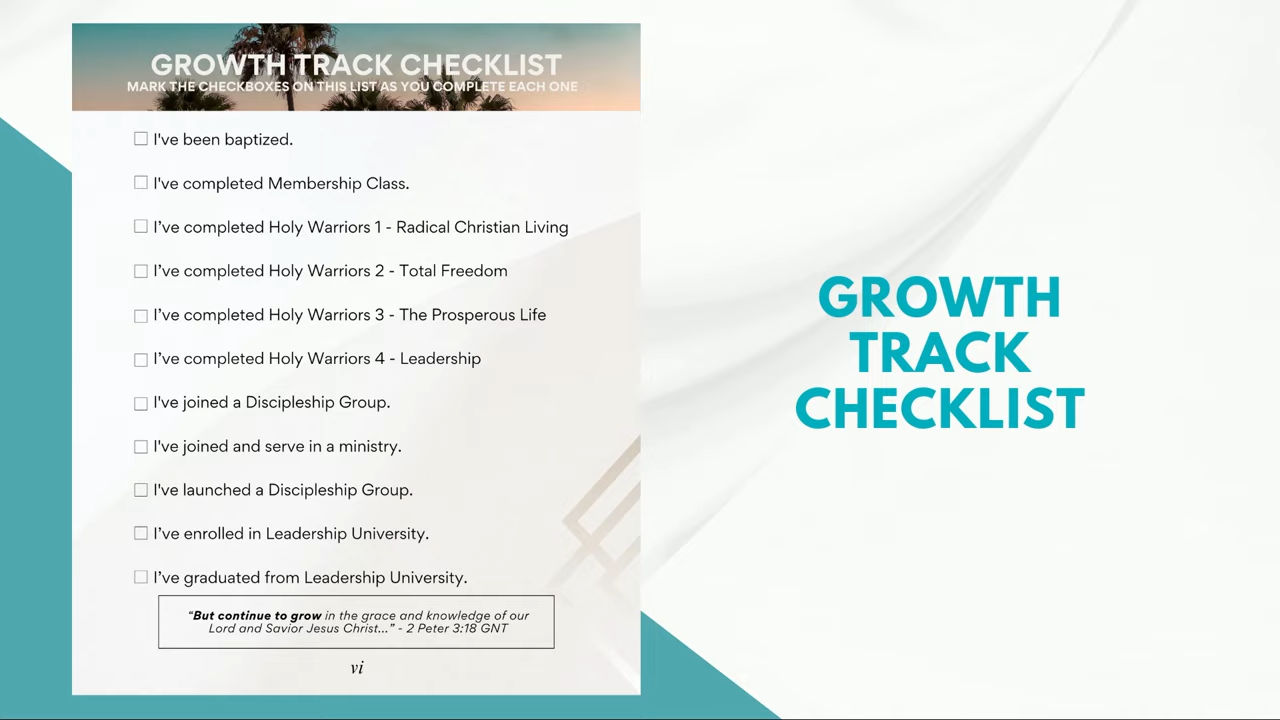 GROWTH TRACK CHECKLIST
MARK THE CHECKBOXES ON THIS LIST AS YOU COMPLETE EACH ONE
I've been baptized.
I've completed Membership Class.
I’ve completed Holy Warriors 1 - Radical Christian Living
I’ve completed Holy Warriors 2 - Total Freedom
I’ve completed Holy Warriors 3 - The Prosperous Life
I’ve completed Holy Warriors 4 - Leadership
I've joined a Discipleship Group.
I've joined and serve in a ministry.
I've launched a Discipleship Group.
I’ve enrolled in Leadership University.
I’ve graduated from Leadership University.
“But continue to grow in the grace and knowledge of our
Lord and Savior Jesus Christ...” - 2 Peter 3:18 GNT
vi
GROWTH
TRACK
CHECKLIST